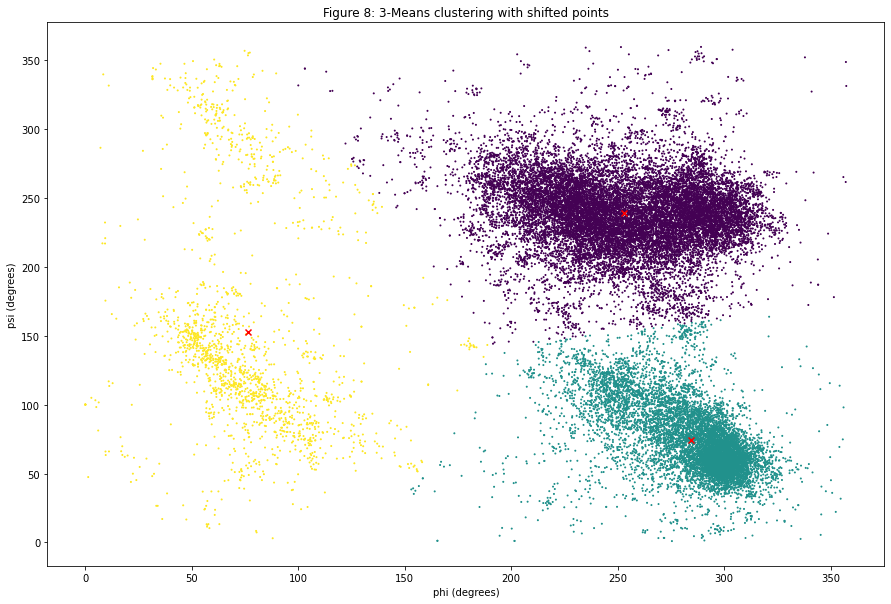 Figure 8: 3-Means clustering with shifted points
psi (degrees)
350
300
250
200
150
100
50
0
0 50 100 150 200 250 300 350
phi (degrees)